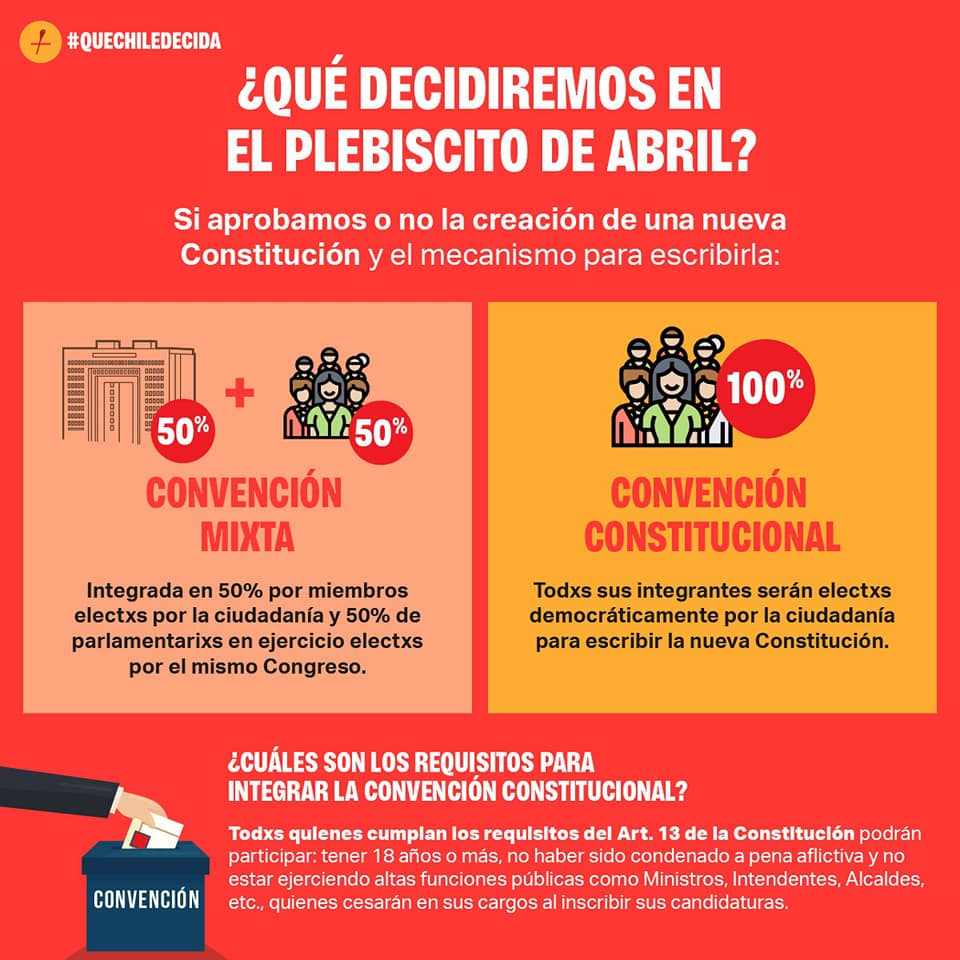 #QUECHILEDECIDA
¿QUÉ DECIDIREMOS EN
EL PLEBISCITO DE ABRIL?
Si aprobamos o no la creación de una nueva
Constitución y el mecanismo para escribirla:
50%
+
50%
CONVENCIÓN
MIXTA
Integrada en 50% por miembros
electxs por la ciudadanía y 50% de
parlamentarixs en ejercicio electxs
por el mismo Congreso.
100%
CONVENCIÓN
CONSTITUCIONAL
Todxs sus integrantes serán electxs
democráticamente por la ciudadanía
para escribir la nueva Constitución.
¿CUÁLES SON LOS REQUISITOS PARA
INTEGRAR LA CONVENCIÓN CONSTITUCIONAL?
Todxs quienes cumplan los requisitos del Art. 13 de la Constitución podrán
participar: tener 18 años o más, no haber sido condenado a pena aflictiva y no
estar ejerciendo altas funciones públicas como Ministros, Intendentes, Alcaldes,
etc., quienes cesarán en sus cargos al inscribir sus candidaturas.
CONVENCIÓN